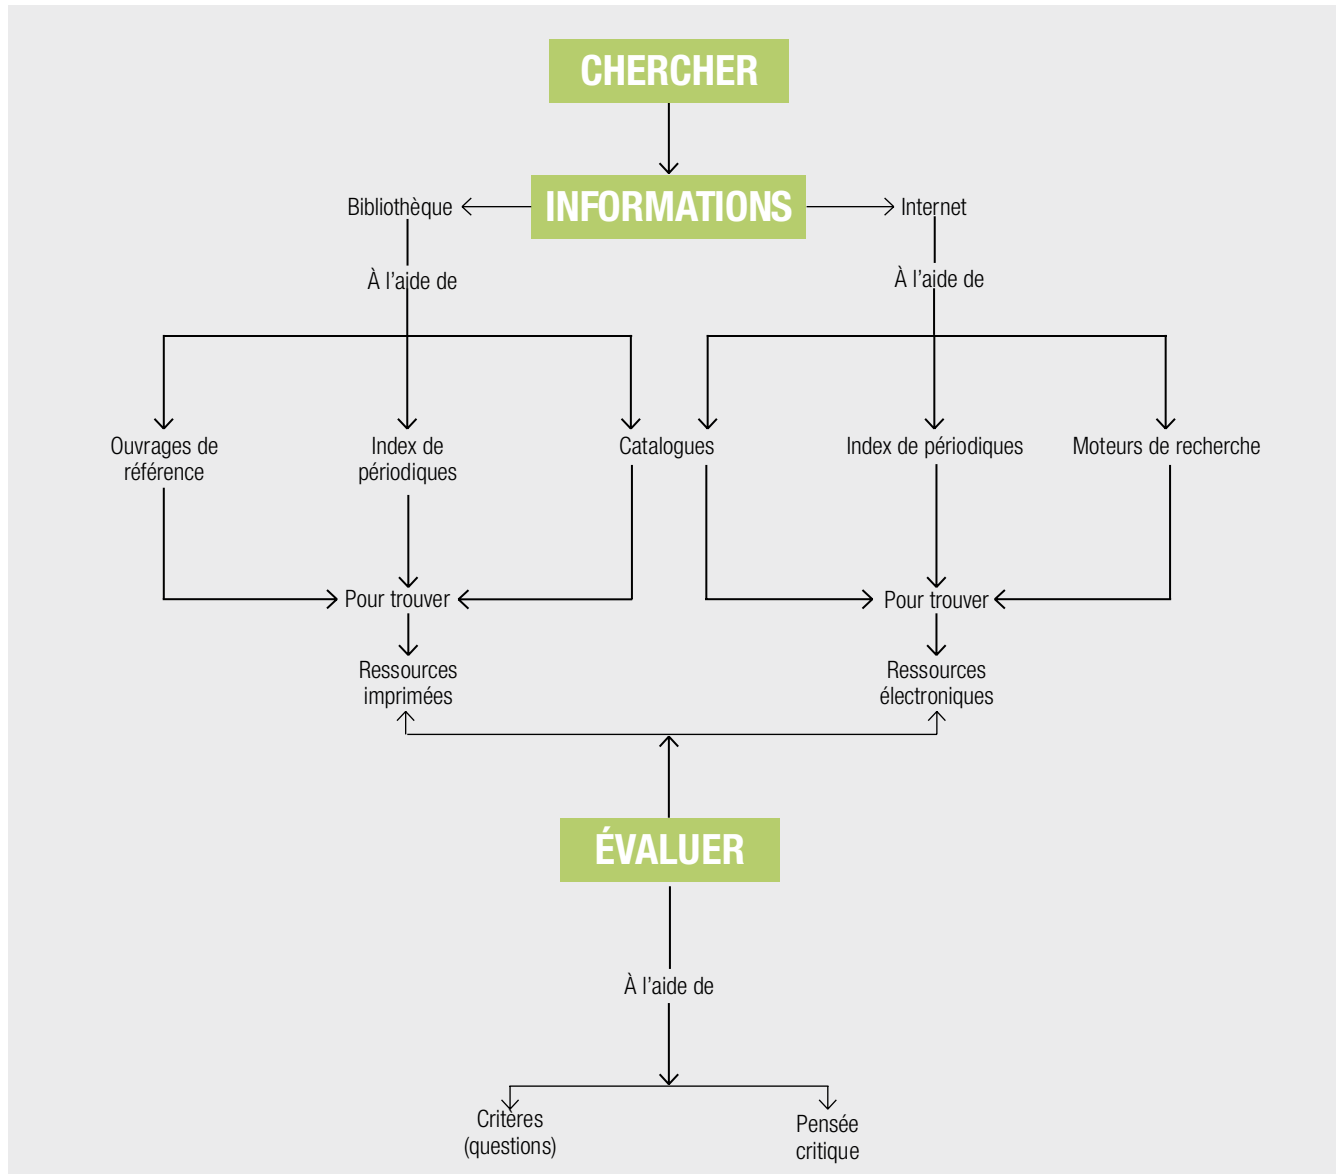 CHERCHER
INFORMATIONS
Bibliothèque
Internet
À l'aide de
À l'aide de
Ouvrages de
référence
Index de
périodiques
Catalogues
Index de périodiques
Moteurs de recherche
Pour trouver
Pour trouver
Ressources
imprimées
Ressources
électroniques
ÉVALUER
À l'aide de
Critères
(questions)
Pensée
critique